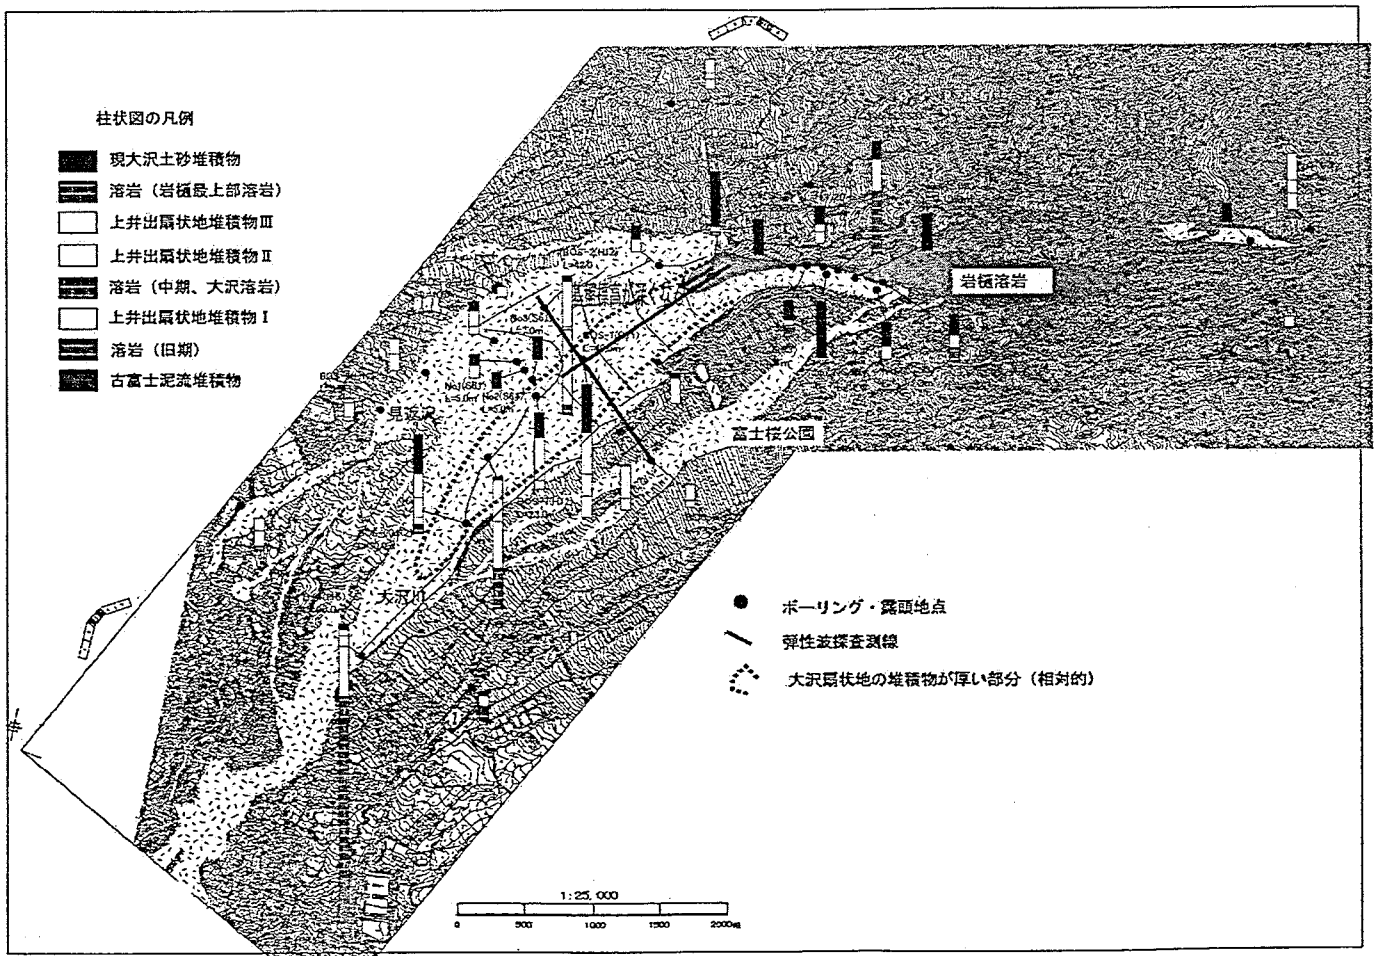 柱状図の凡例
現大沢土砂堆積物
溶岩（岩樋最上部溶岩）
上井出扇状地堆積物Ⅲ
上井出扇状地堆積物Ⅱ
溶岩（中期、大沢溶岩）
上井出扇状地堆積物Ⅰ
溶岩（旧期）
古富士泥流堆積物
岩樋溶岩
富士桜公園
大沢川
ボーリング・露頭地点
弾性波探査測線
大沢扇状地の堆積物が厚い部分（相対的）
1:25,000
0 500 1000 1500 2000m